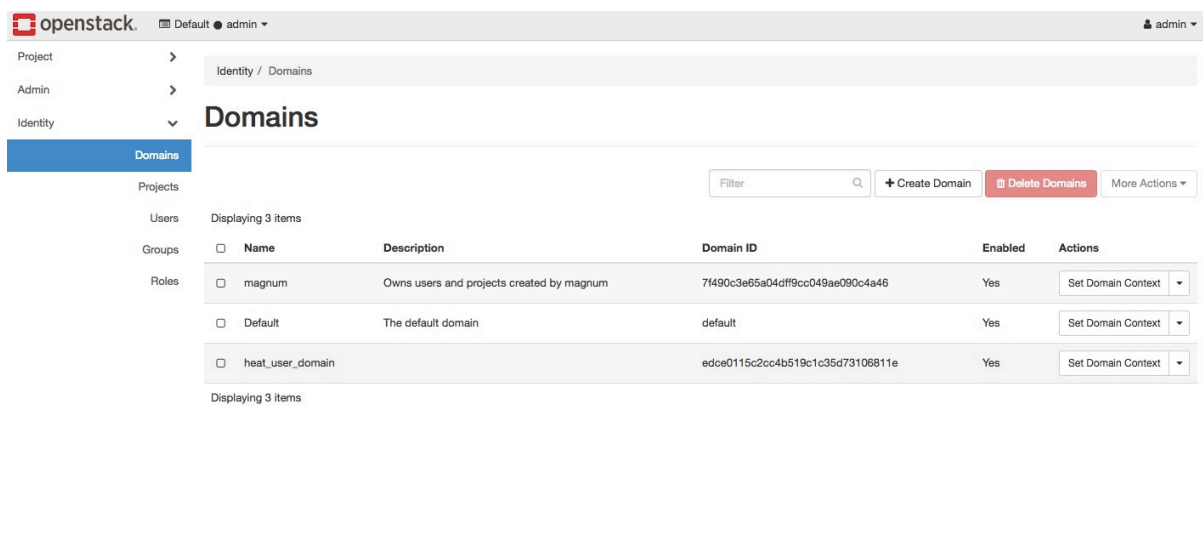 openstack. Default ● admin admin
Project
Admin
Identity
Domains
Projects
Users
Groups
Roles
Identity / Domains
Domains
Filter + Create Domain Delete Domains More Actions
Displaying 3 items
Name Description Domain ID Enabled Actions
magnum Owns users and projects created by magnum 7f490c3e65a04dff9cc049ae090c4a46 Yes Set Domain Context
Default The default domain default Yes Set Domain Context
heat_user_domain edce0115c2cc4b519c1c35d73106811e Yes Set Domain Context
Displaying 3 items